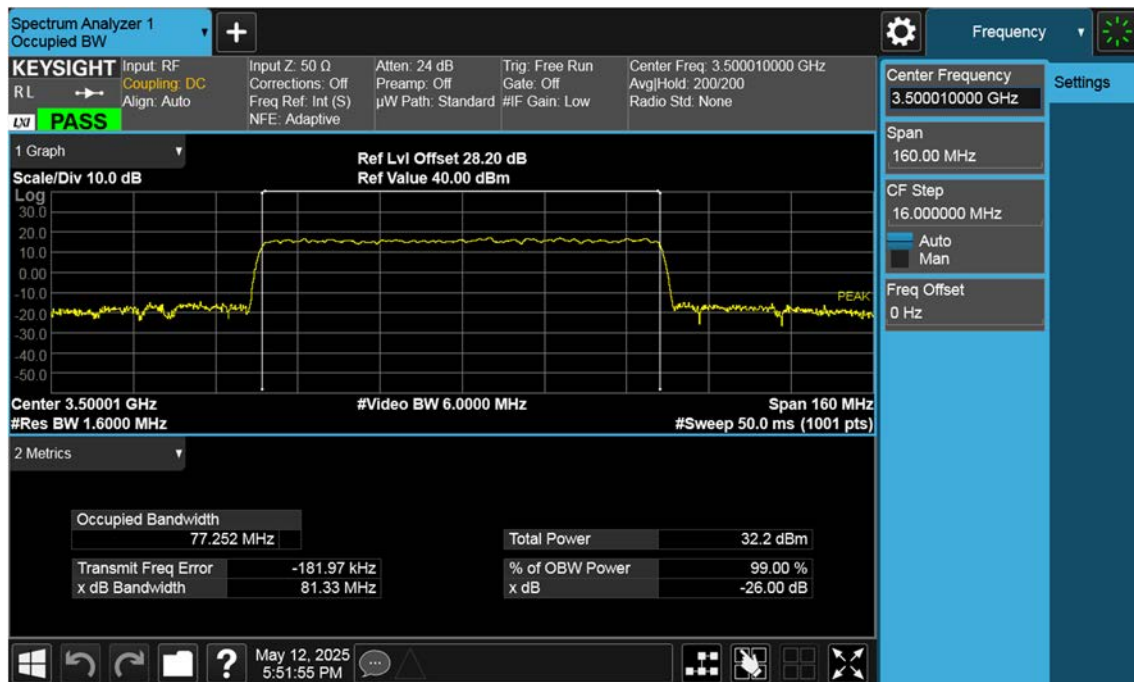 Spectrum Analyzer 1
Occupied BW
+
Frequency
KEYSIGHT
RL
LXI PASS
Input: RF
Coupling: DC
Align: Auto
Input Z: 50 Ω
Corrections: Off
Freq Ref: Int (S)
NFE: Adaptive
Atten: 24 dB
Preamp: Off
µW Path: Standard
Trig: Free Run
Gate: Off
#IF Gain: Low
Center Freq: 3.500010000 GHz
Avg|Hold: 200/200
Radio Std: None
Center Frequency
3.500010000 GHz
Settings
Span
160.00 MHz
CF Step
16.000000 MHz
Auto
Man
Freq Offset
0 Hz
1 Graph
Scale/Div 10.0 dB
Ref Lvl Offset 28.20 dB
Ref Value 40.00 dBm
Log
30.0
20.0
10.0
0.00
-10.0
-20.0
-30.0
-40.0
-50.0
PEAK
Center 3.50001 GHz
#Res BW 1.6000 MHz
#Video BW 6.0000 MHz
Span 160 MHz
#Sweep 50.0 ms (1001 pts)
2 Metrics
Occupied Bandwidth
77.252 MHz
Transmit Freq Error -181.97 kHz
x dB Bandwidth 81.33 MHz
Total Power 32.2 dBm
% of OBW Power 99.00 %
x dB -26.00 dB
?
May 12, 2025
5:51:55 PM